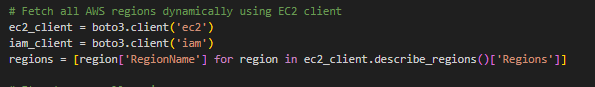 # Fetch all AWS regions dynamically using EC2 client
ec2_client = boto3.client('ec2')
iam_client = boto3.client('iam')
regions = [region['RegionName'] for region in ec2_client.describe_regions()['Regions']]